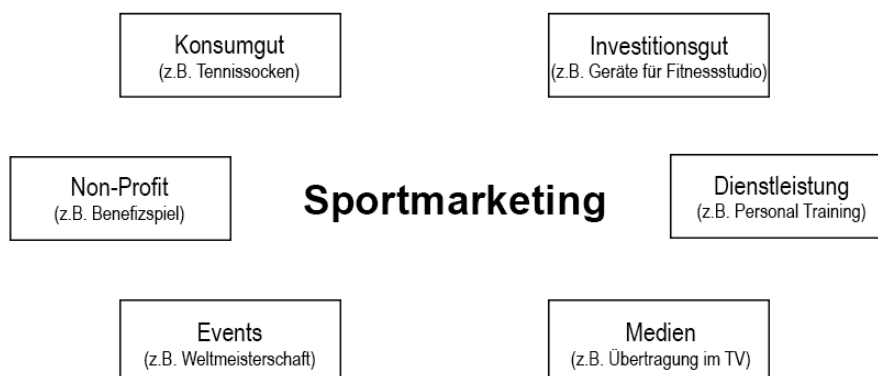 Konsumgut
(z.B. Tennissocken)
Investitionsgut
(z.B. Geräte für Fitnessstudio)
Non-Profit
(z.B. Benefizspiel)
Sportmarketing
Dienstleistung
(z.B. Personal Training)
Events
(z.B. Weltmeisterschaft)
Medien
(z.B. Übertragung im TV)